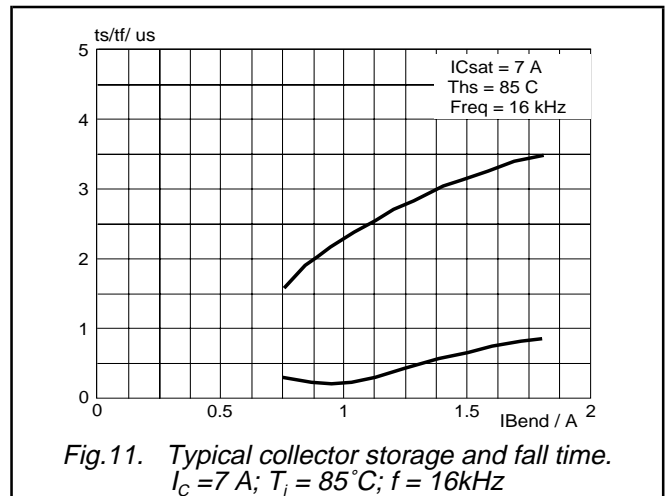 ts/tf/ us
ICsat = 7 A
Ths = 85 C
Freq = 16 kHz
5
4
3
2
1
0
0
0.5
1
1.5
2
IBend / A
Fig.11. Typical collector storage and fall time.
IC =7 A; Tj = 85˚C; f = 16kHz